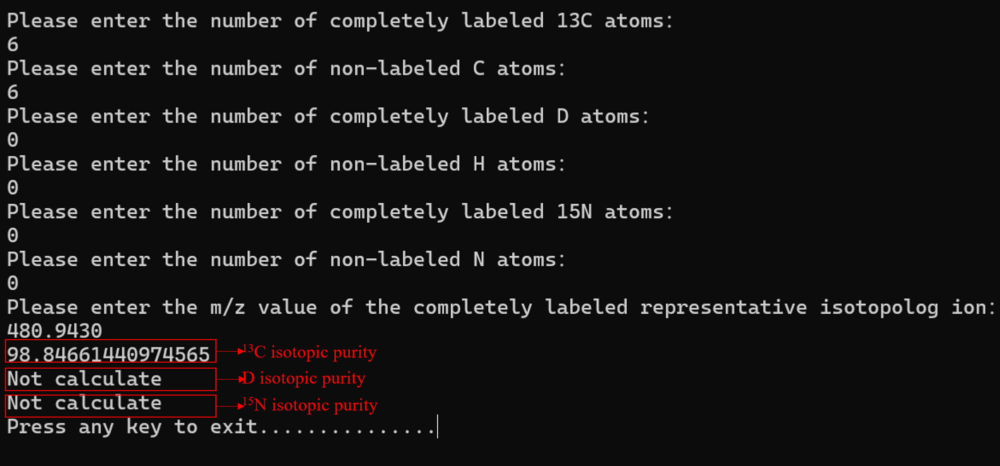 Please enter the number of completely labeled 13C atoms:
6
Please enter the number of non-labeled C atoms:
6
Please enter the number of completely labeled D atoms:
0
Please enter the number of non-labeled H atoms:
0
Please enter the number of completely labeled 15N atoms:
0
Please enter the number of non-labeled N atoms:
0
Please enter the m/z value of the completely labeled representative isotopolog ion:
480.9430
98.84661440974565 ¹³C isotopic purity
Not calculate D isotopic purity
Not calculate ¹⁵N isotopic purity
Press any key to exit...............